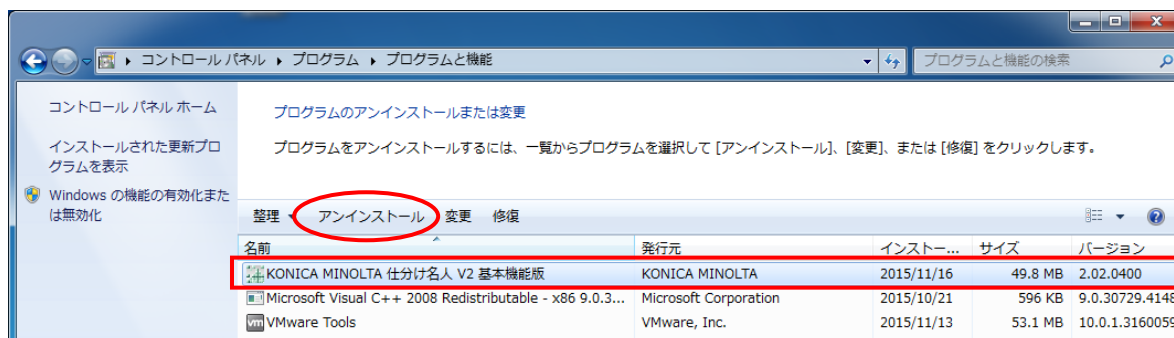 コントロール パネル ▸ プログラム ▸ プログラムと機能
プログラムと機能の検索
コントロール パネル ホーム
インストールされた更新プロ
グラムを表示
Windows の機能の有効化また
は無効化
プログラムのアンインストールまたは変更
プログラムをアンインストールするには、一覧からプログラムを選択して [アンインストール]、[変更]、または [修復] をクリックします。
整理 アンインストール 変更 修復
名前 発行元 インストー... サイズ バージョン
KONICA MINOLTA 仕分け名人 V2 基本機能版 KONICA MINOLTA 2015/11/16 49.8 MB 2.02.0400
Microsoft Visual C++ 2008 Redistributable - x86 9.0.3... Microsoft Corporation 2015/10/21 596 KB 9.0.30729.4148
vm VMware Tools VMware, Inc. 2015/11/13 53.1 MB 10.0.1.3160059